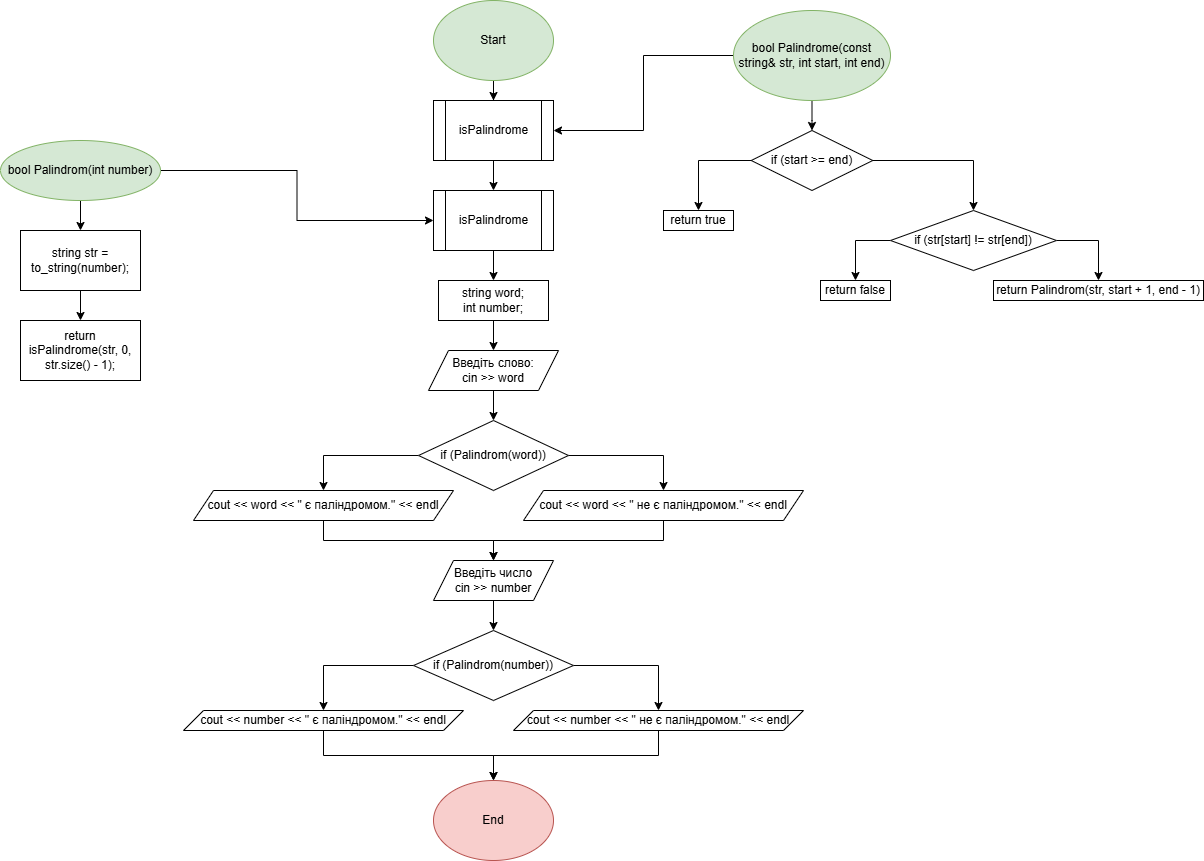 Start
bool Palindrome(const
string& str, int start, int end)
isPalindrome
if (start >= end)
bool Palindrom(int number)
isPalindrome
return true
if (str[start] != str[end])
string str =
to_string(number);
string word;
int number;
return false
return Palindrom(str, start + 1, end - 1)
return
isPalindrome(str, 0,
str.size() - 1);
Введіть слово:
cin >> word
if (Palindrom(word))
cout << word << " є паліндромом." << endl
cout << word << " не є паліндромом." << endl
Введіть число
cin >> number
if (Palindrom(number))
cout << number << " є паліндромом." << endl
cout << number << " не є паліндромом." << endl
End